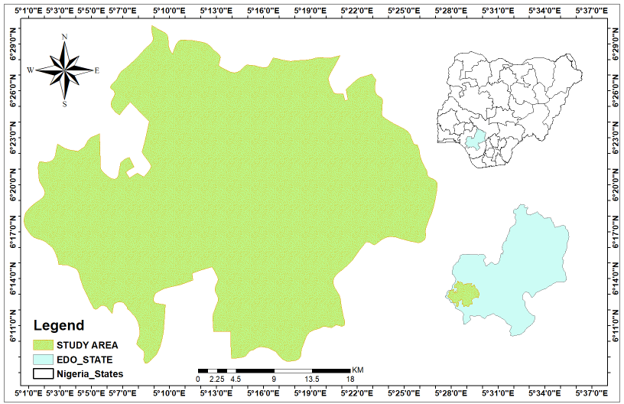 5°1'0"E 5°3'0"E 5°5'0"E 5°7'0"E 5°10'0"E 5°13'0"E 5°16'0"E 5°19'0"E 5°22'0"E 5°25'0"E 5°28'0"E 5°31'0"E 5°34'0"E 5°37'0"E
N
W E
S
6°29'0"N
6°26'0"N
6°23'0"N
6°20'0"N
6°17'0"N
6°14'0"N
6°11'0"N
Legend
STUDY AREA
EDO_STATE
Nigeria_States
KM
0 2.25 4.5 9 13.5 18
5°1'0"E 5°3'0"E 5°5'0"E 5°7'0"E 5°10'0"E 5°13'0"E 5°16'0"E 5°19'0"E 5°22'0"E 5°25'0"E 5°28'0"E 5°31'0"E 5°34'0"E 5°37'0"E